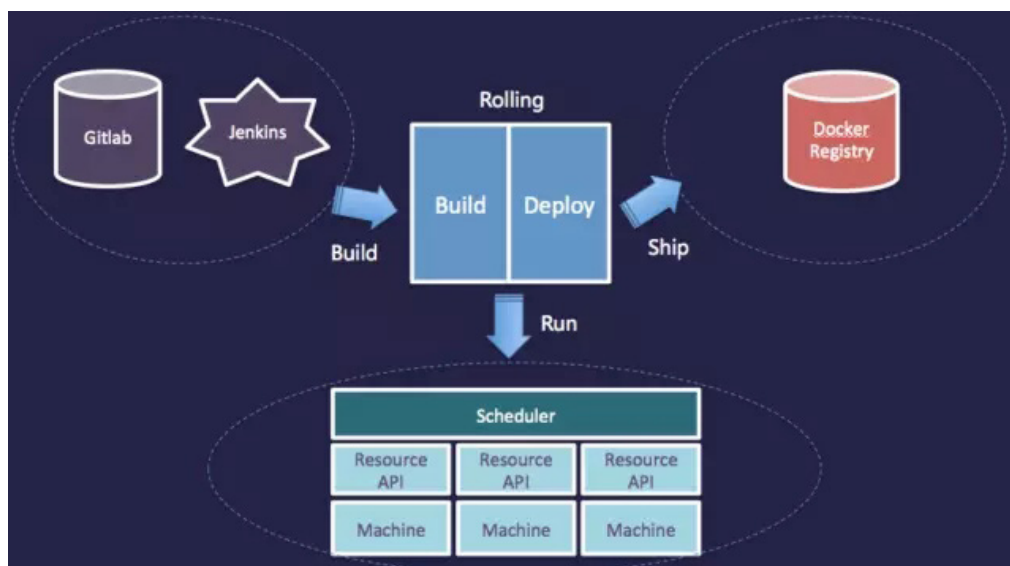 Gitlab
Jenkins
Rolling
Build
Deploy
Docker
Registry
Build
Ship
Run
Scheduler
Resource
API
Resource
API
Resource
API
Machine
Machine
Machine